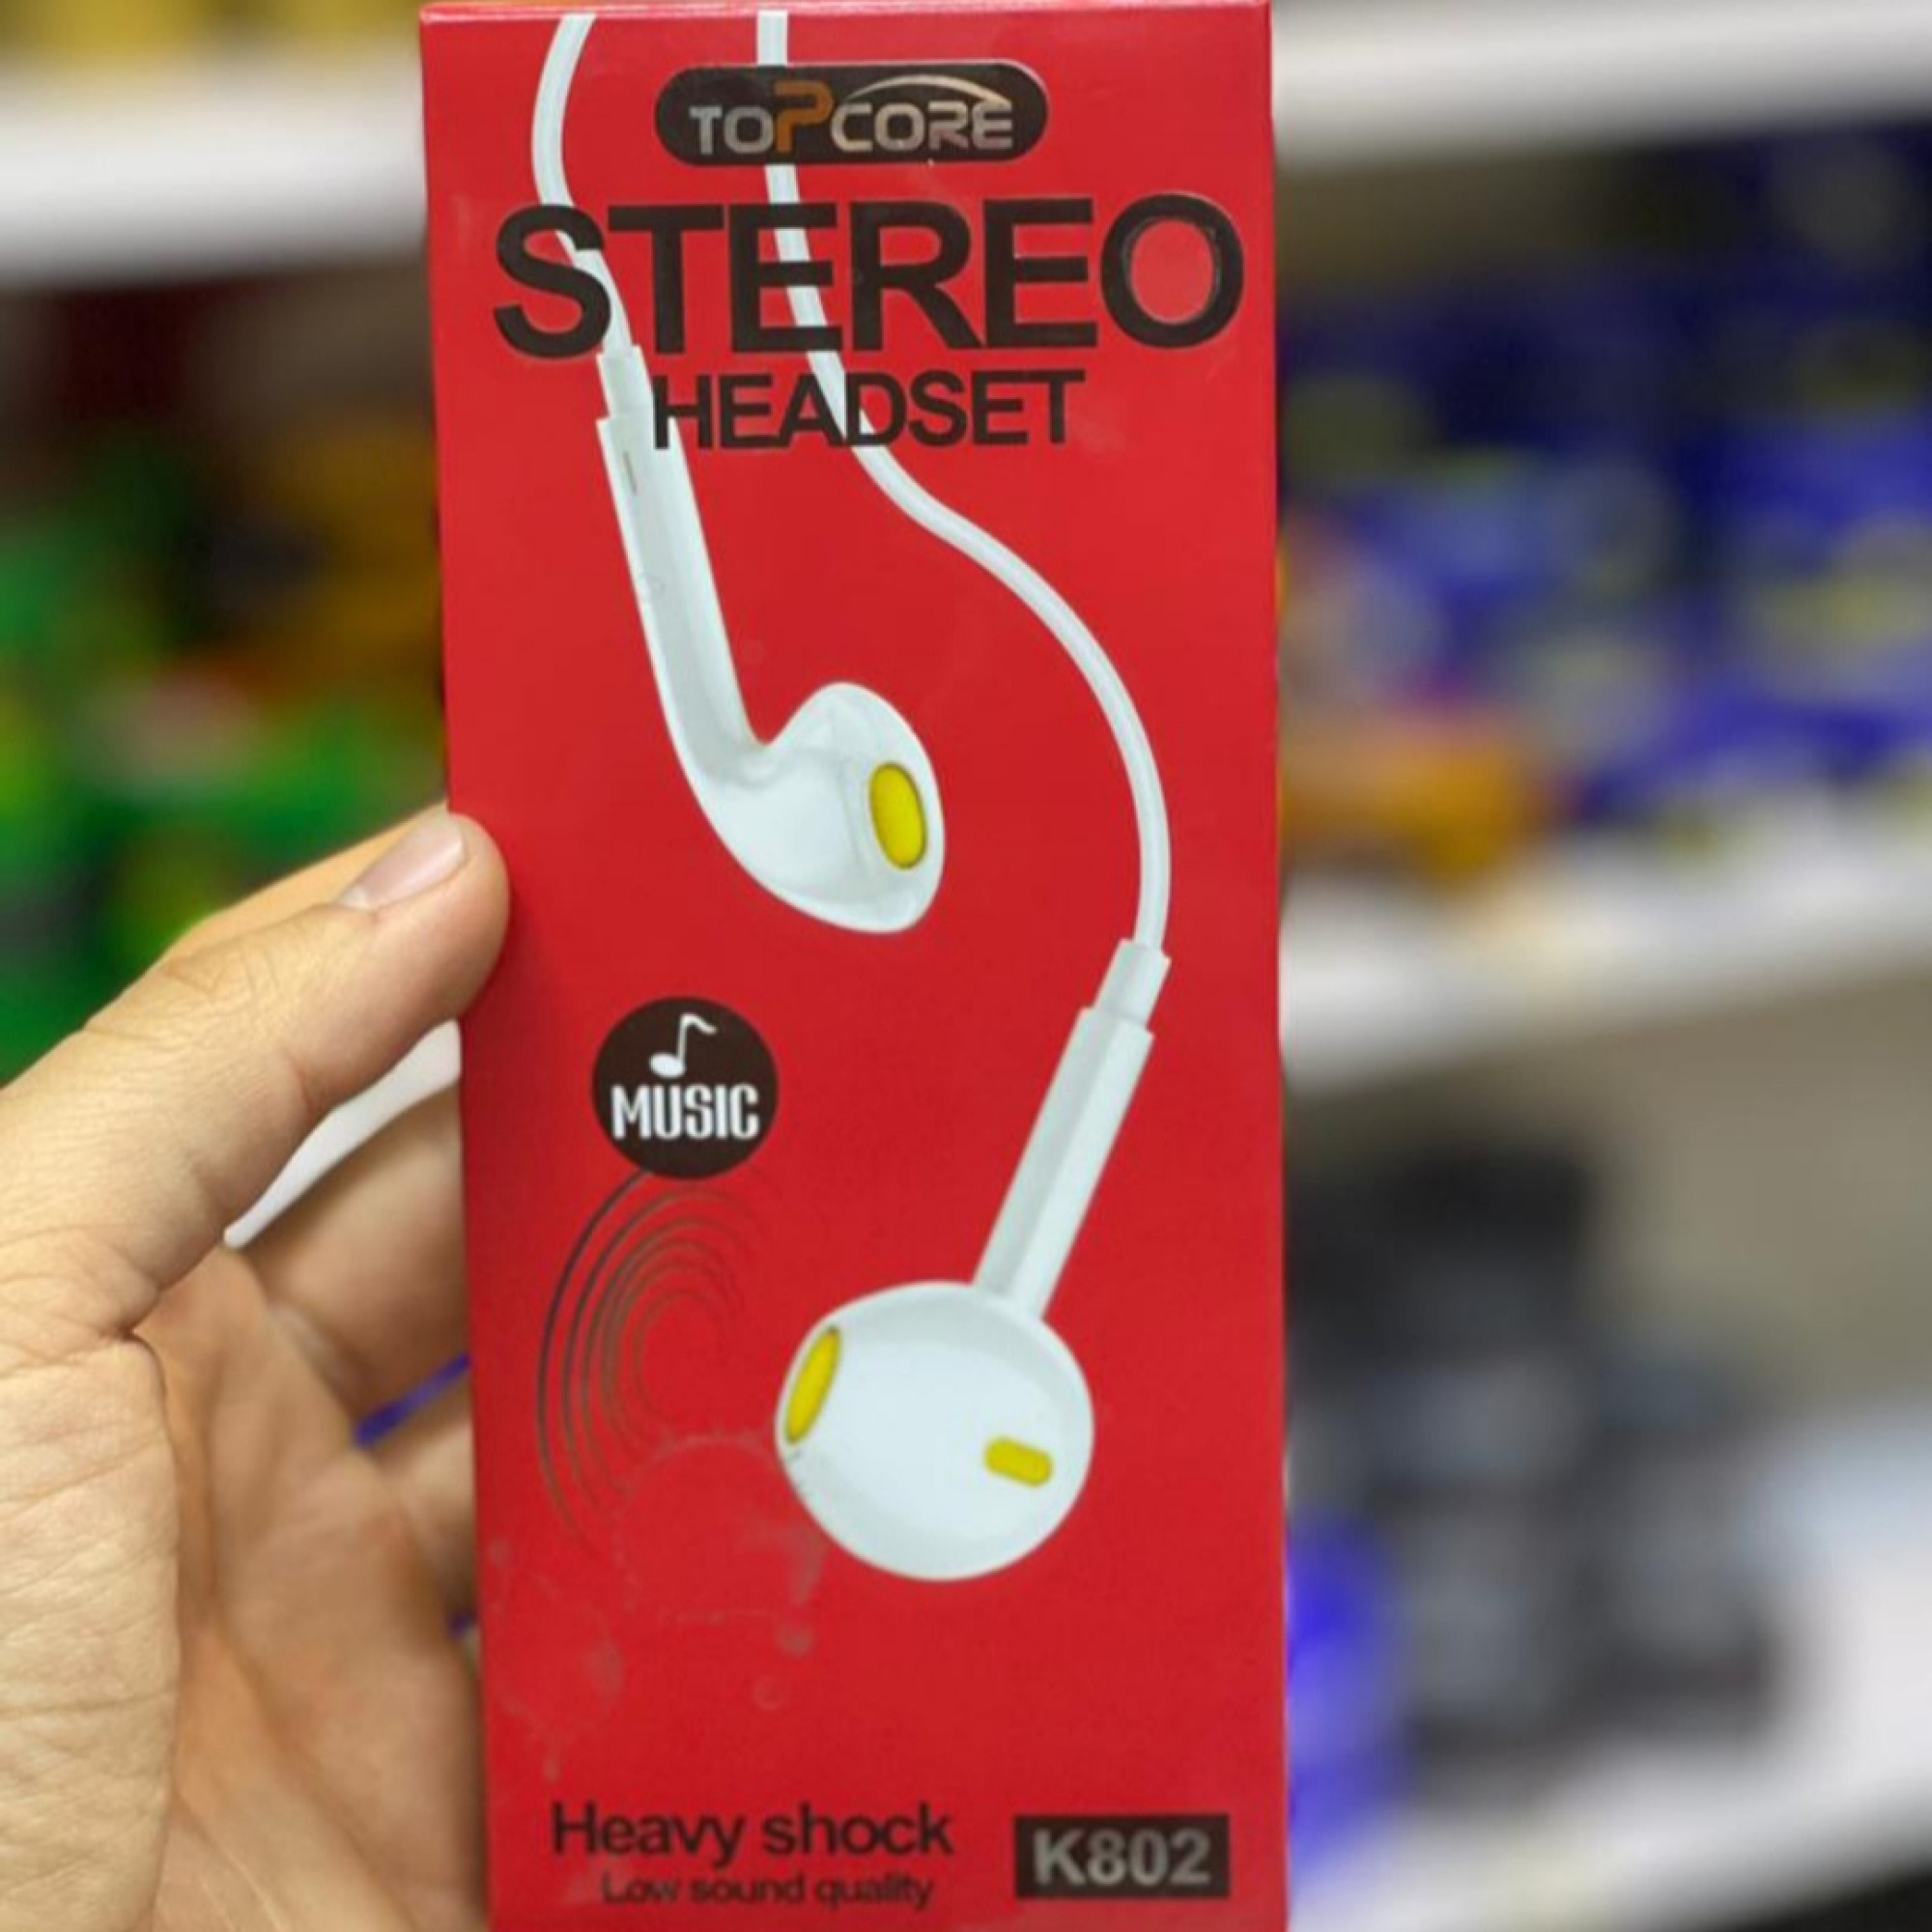 TOPCORE
STEREO
HEADSET
MUSIC
Heavy shock
Low sound quality
K802